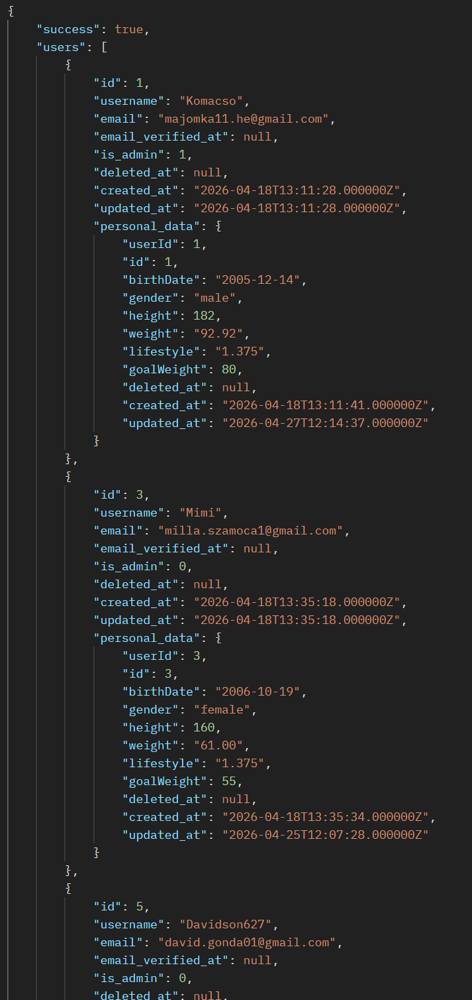 {
    "success": true,
    "users": [
        {
            "id": 1,
            "username": "Komacso",
            "email": "majomka11.he@gmail.com",
            "email_verified_at": null,
            "is_admin": 1,
            "deleted_at": null,
            "created_at": "2026-04-18T13:11:28.000000Z",
            "updated_at": "2026-04-18T13:11:28.000000Z",
            "personal_data": {
                "userId": 1,
                "id": 1,
                "birthDate": "2005-12-14",
                "gender": "male",
                "height": 182,
                "weight": "92.92",
                "lifestyle": "1.375",
                "goalWeight": 80,
                "deleted_at": null,
                "created_at": "2026-04-18T13:11:41.000000Z",
                "updated_at": "2026-04-27T12:14:37.000000Z"
            }
        },
        {
            "id": 3,
            "username": "Mimi",
            "email": "milla.szamoca1@gmail.com",
            "email_verified_at": null,
            "is_admin": 0,
            "deleted_at": null,
            "created_at": "2026-04-18T13:35:18.000000Z",
            "updated_at": "2026-04-18T13:35:18.000000Z",
            "personal_data": {
                "userId": 3,
                "id": 3,
                "birthDate": "2006-10-19",
                "gender": "female",
                "height": 160,
                "weight": "61.00",
                "lifestyle": "1.375",
                "goalWeight": 55,
                "deleted_at": null,
                "created_at": "2026-04-18T13:35:34.000000Z",
                "updated_at": "2026-04-25T12:07:28.000000Z"
            }
        },
        {
            "id": 5,
            "username": "Davidson627",
            "email": "david.gonda01@gmail.com",
            "email_verified_at": null,
            "is_admin": 0,
            "deleted_at": null,